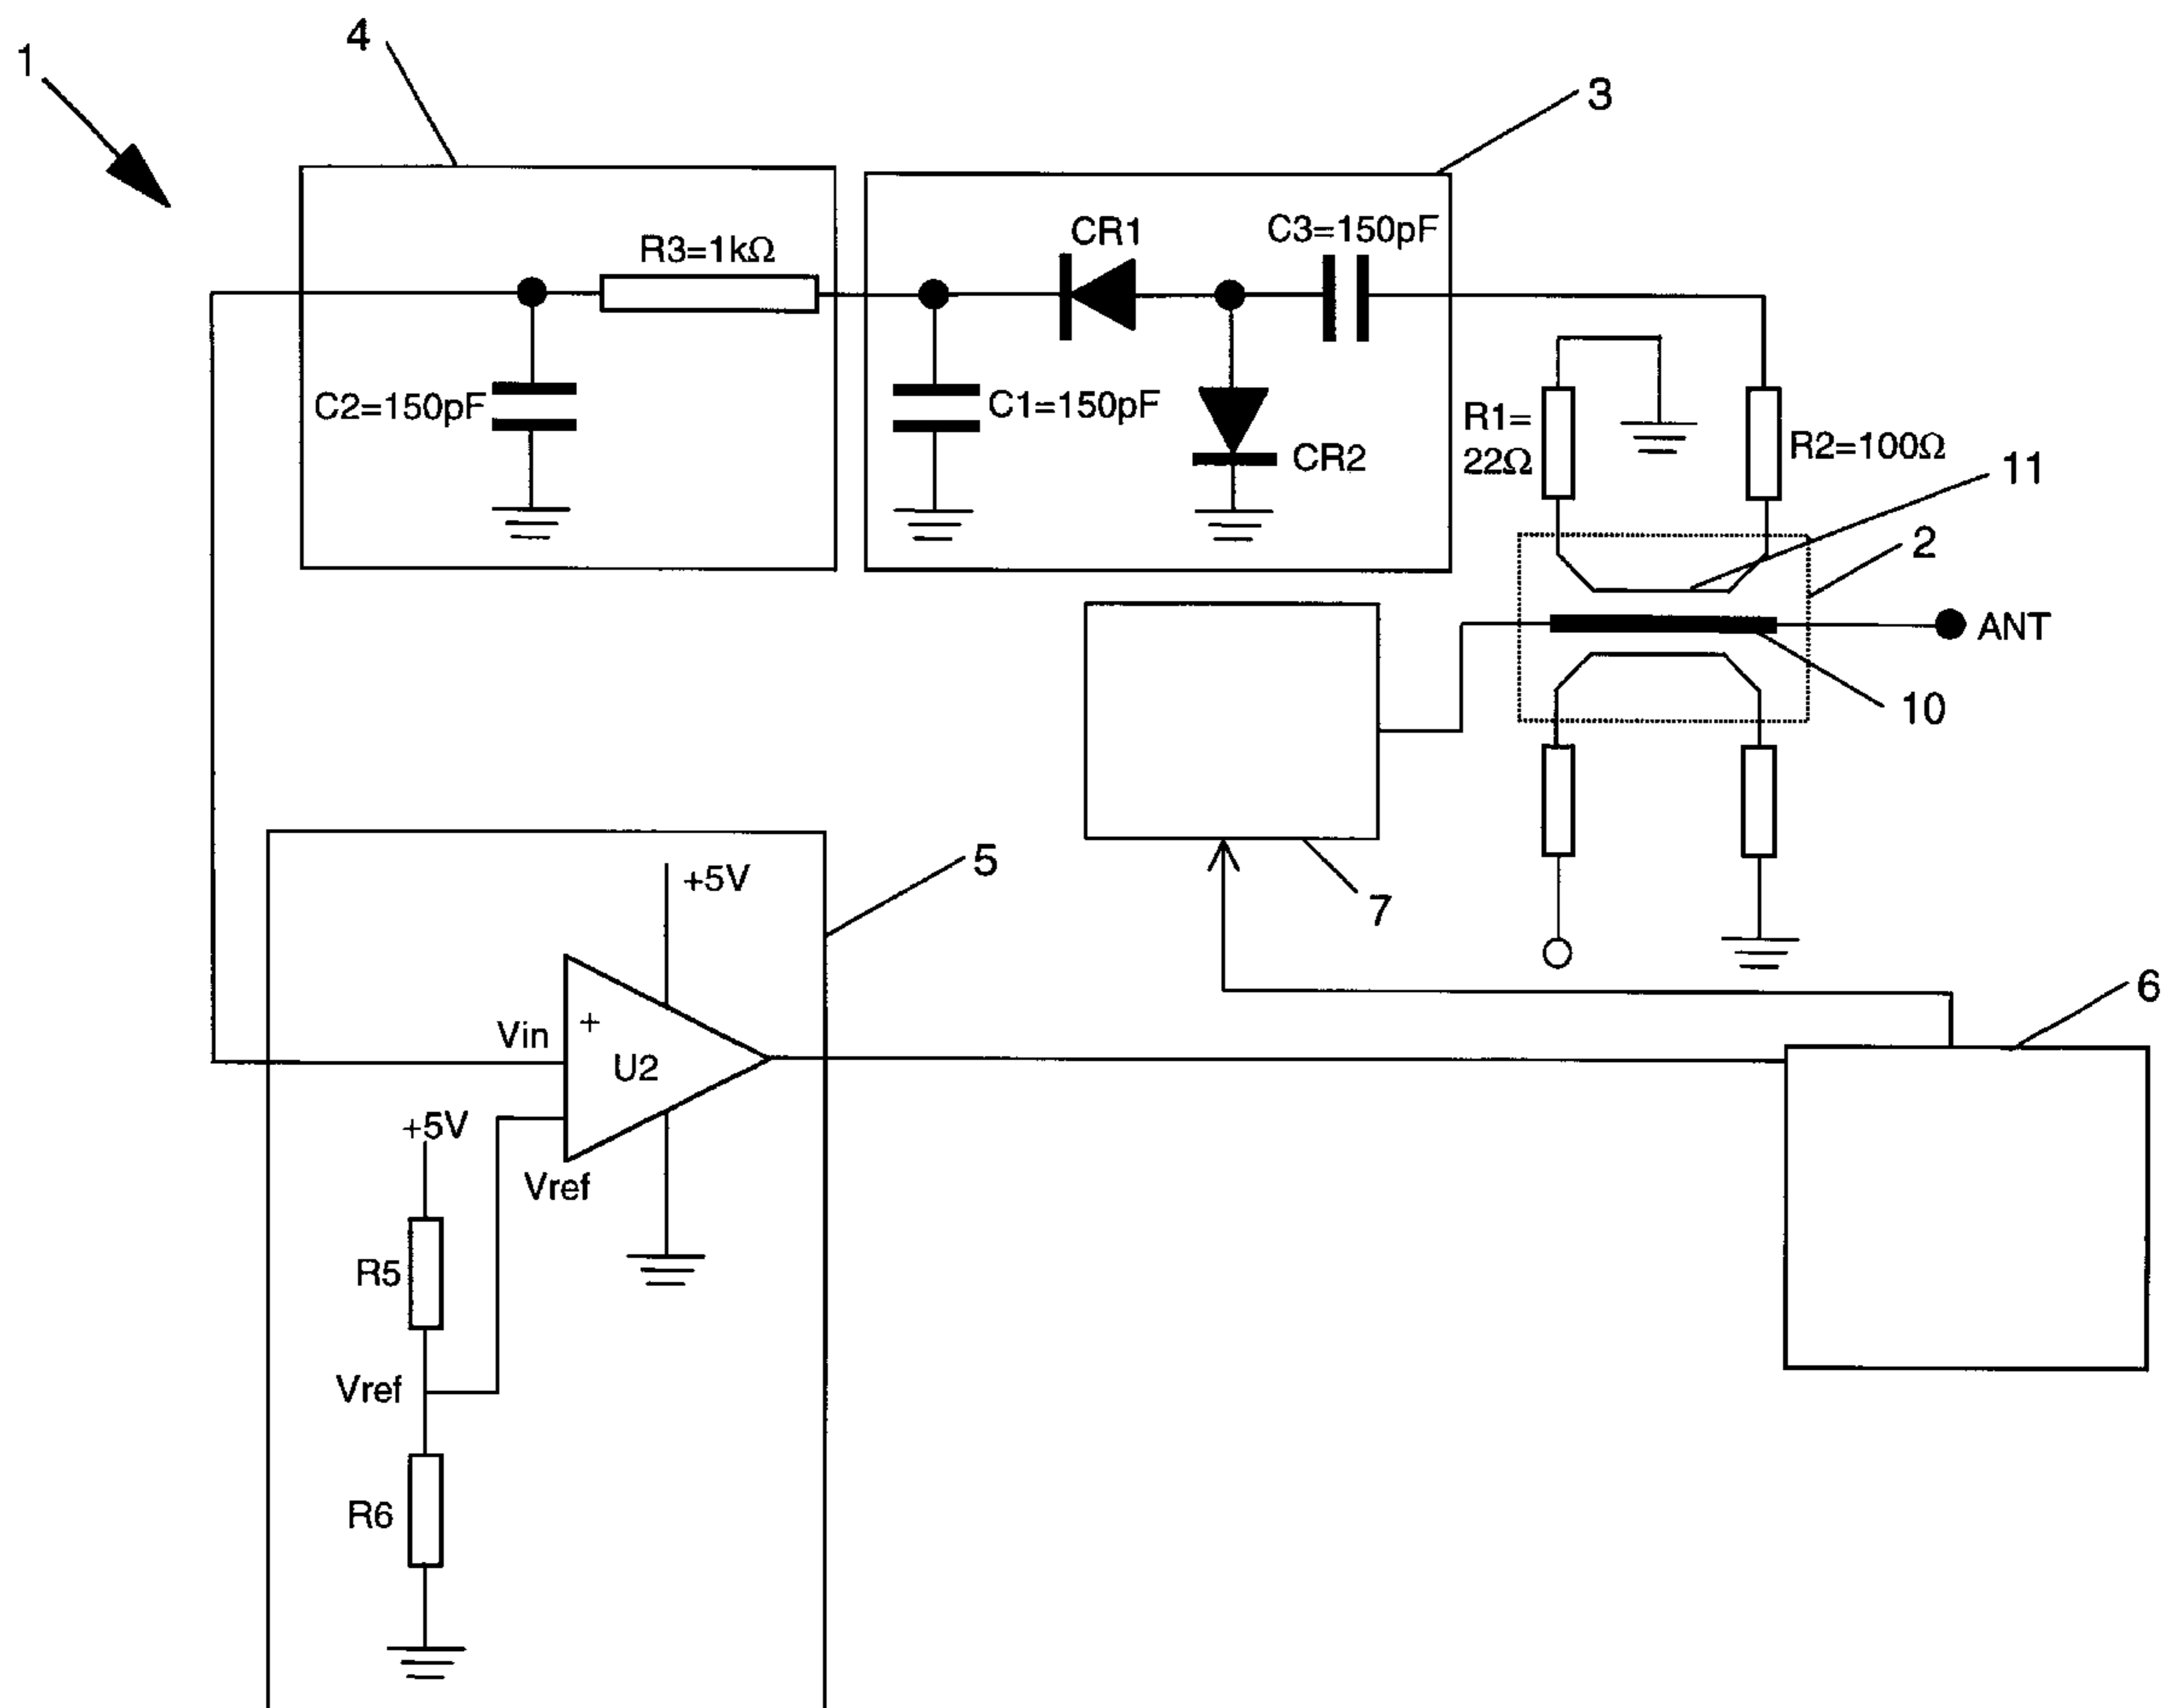 1
4
3
R3=1kΩ
CR1
C3=150pF
C2=150pF
C1=150pF
CR2
R1=
22Ω
R2=100Ω
11
2
ANT
10
7
5
+5V
Vin
+
U2
+5V
Vref
R5
Vref
R6
6